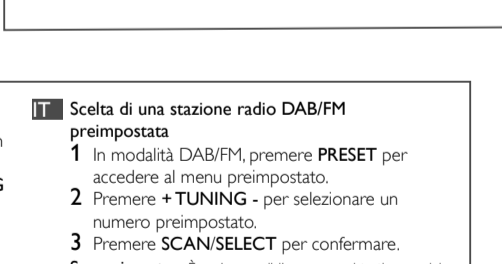 IT Scelta di una stazione radio DAB/FM
preimpostata
1 In modalità DAB/FM, premere PRESET per
accedere al menu preimpostato.
2 Premere + TUNING - per selezionare un
numero preimpostato.
3 Premere SCAN/SELECT per confermare.